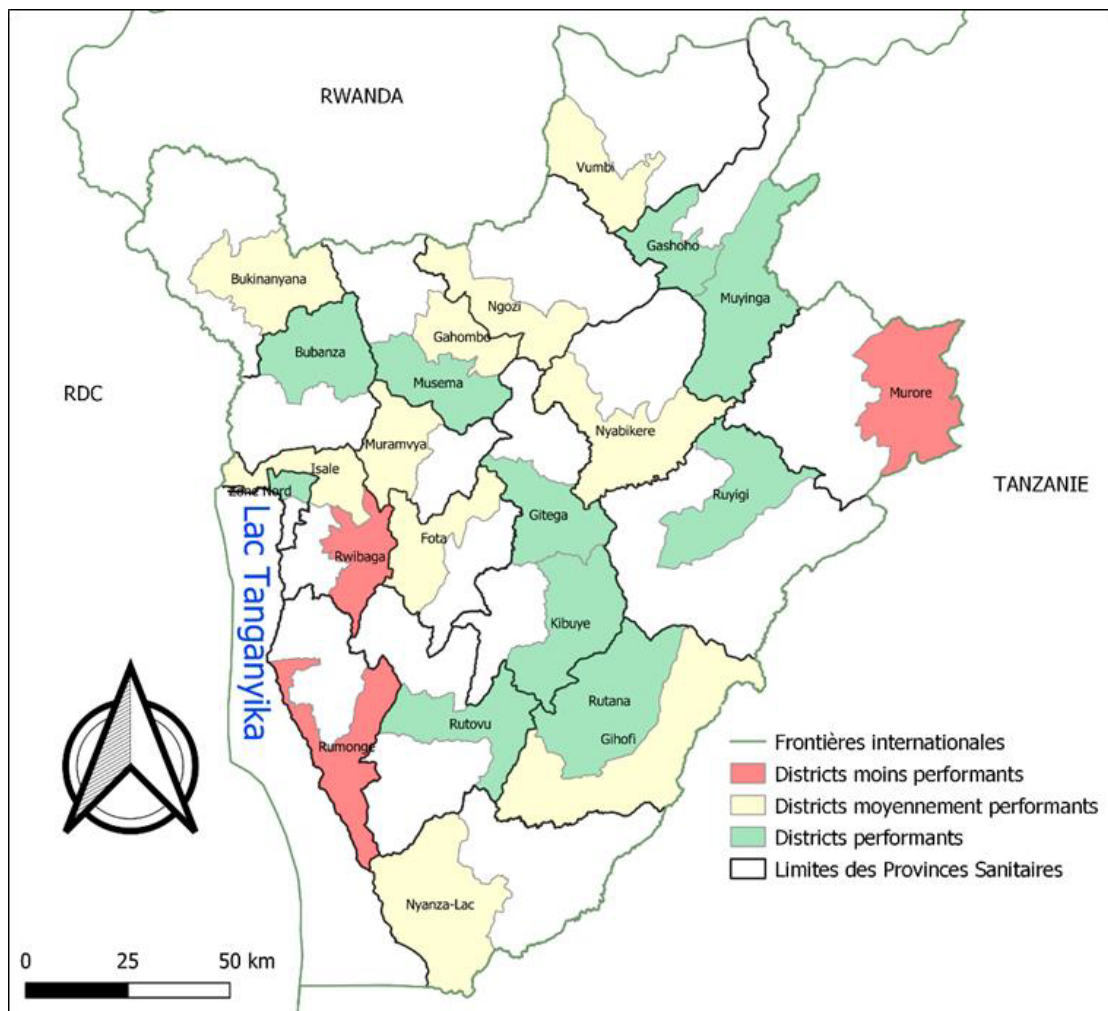 RWANDA
Vumbi
Gashoho
Bukinanyana
Muyinga
Ngozi
Gahombo
Bubanza
Musema
RDC
Murore
Nyabikere
Muramvya
Isale
Zone Nord
Ruyigi
TANZANIE
Gitega
Fota
Rwibaga
Lac Tanganyika
Kibuye
Rutana
Rutovu
Gihofi
Rumonge
Frontières internationales
Districts moins performants
Districts moyennement performants
Districts performants
Limites des Provinces Sanitaires
Nyanza-Lac
0 25 50 km